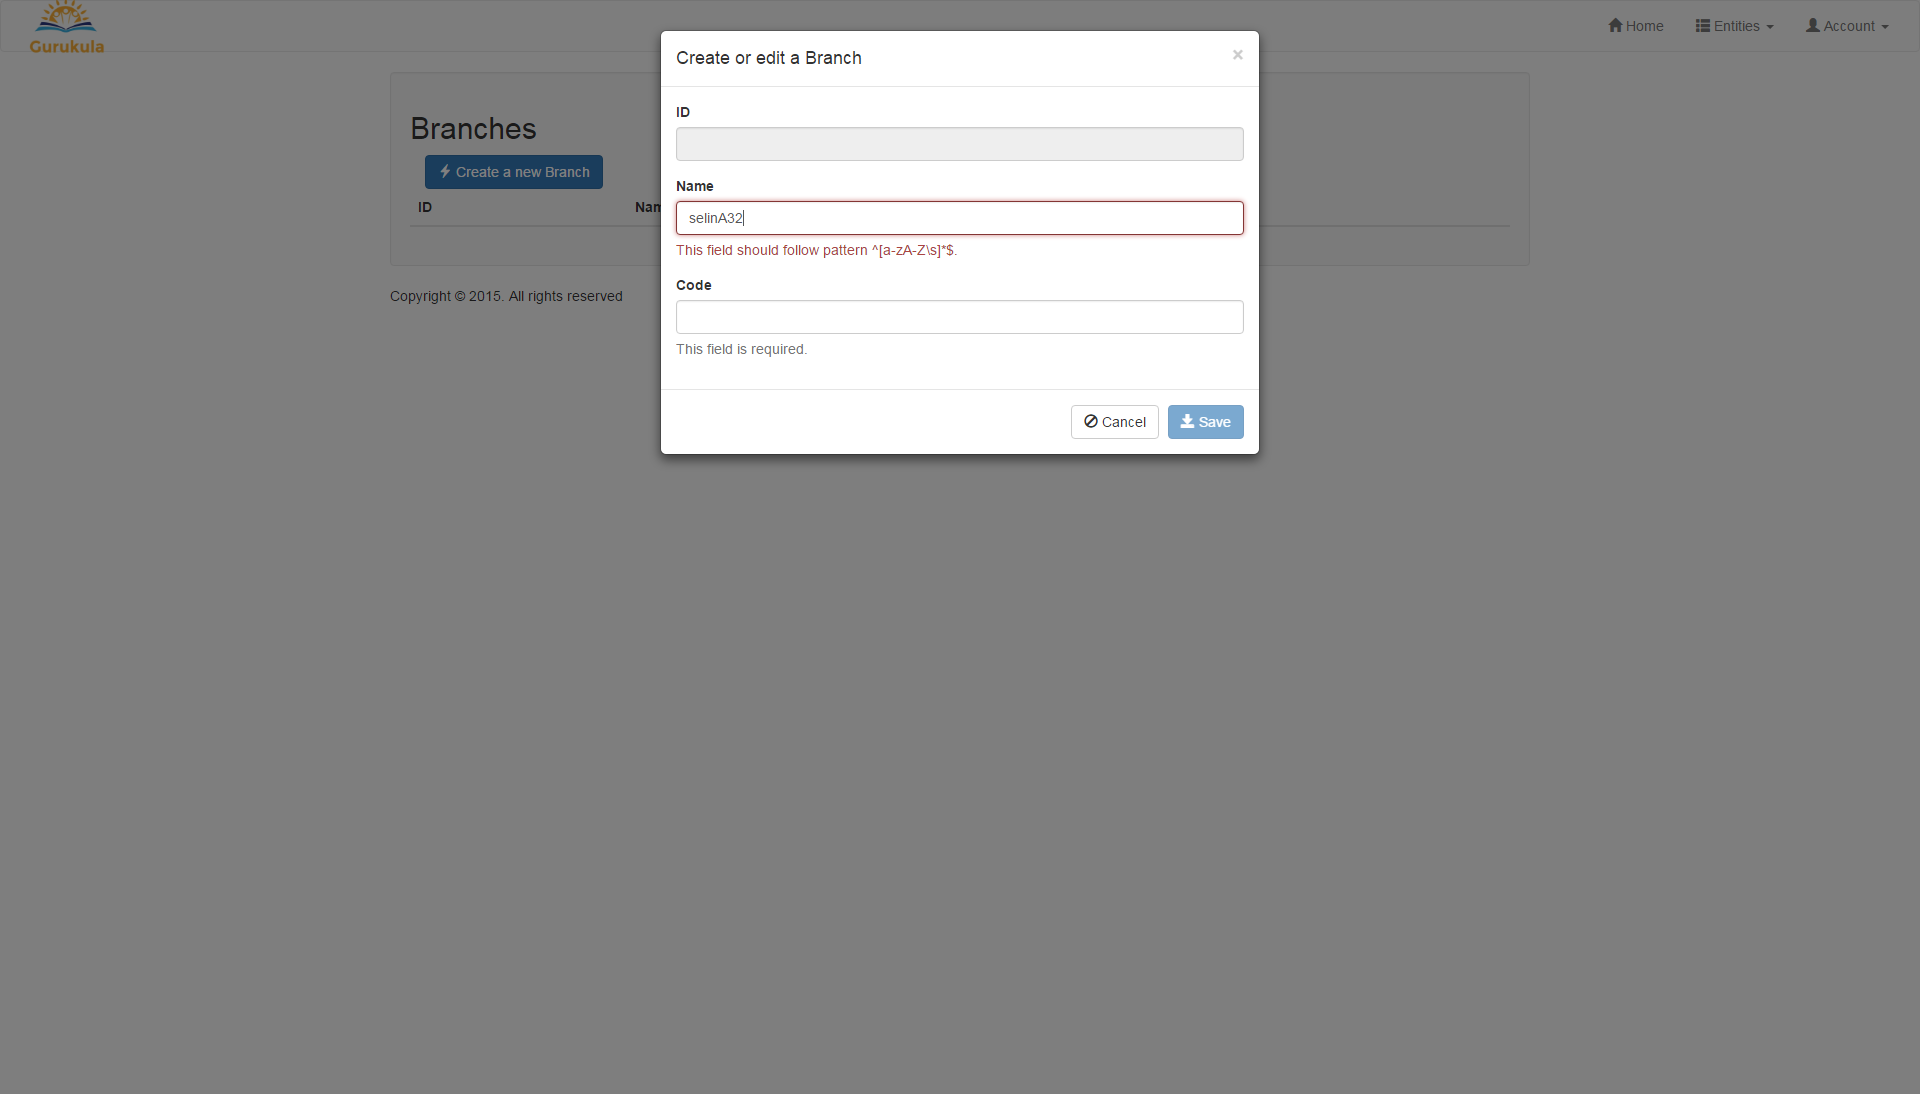 Gurukula
Home
Entities
Account
Create or edit a Branch
×
ID
Branches
Create a new Branch
Name
ID
Nam
selinA32
This field should follow pattern ^[a-zA-Z\s]*$.
Code
Copyright © 2015. All rights reserved
This field is required.
Cancel
Save